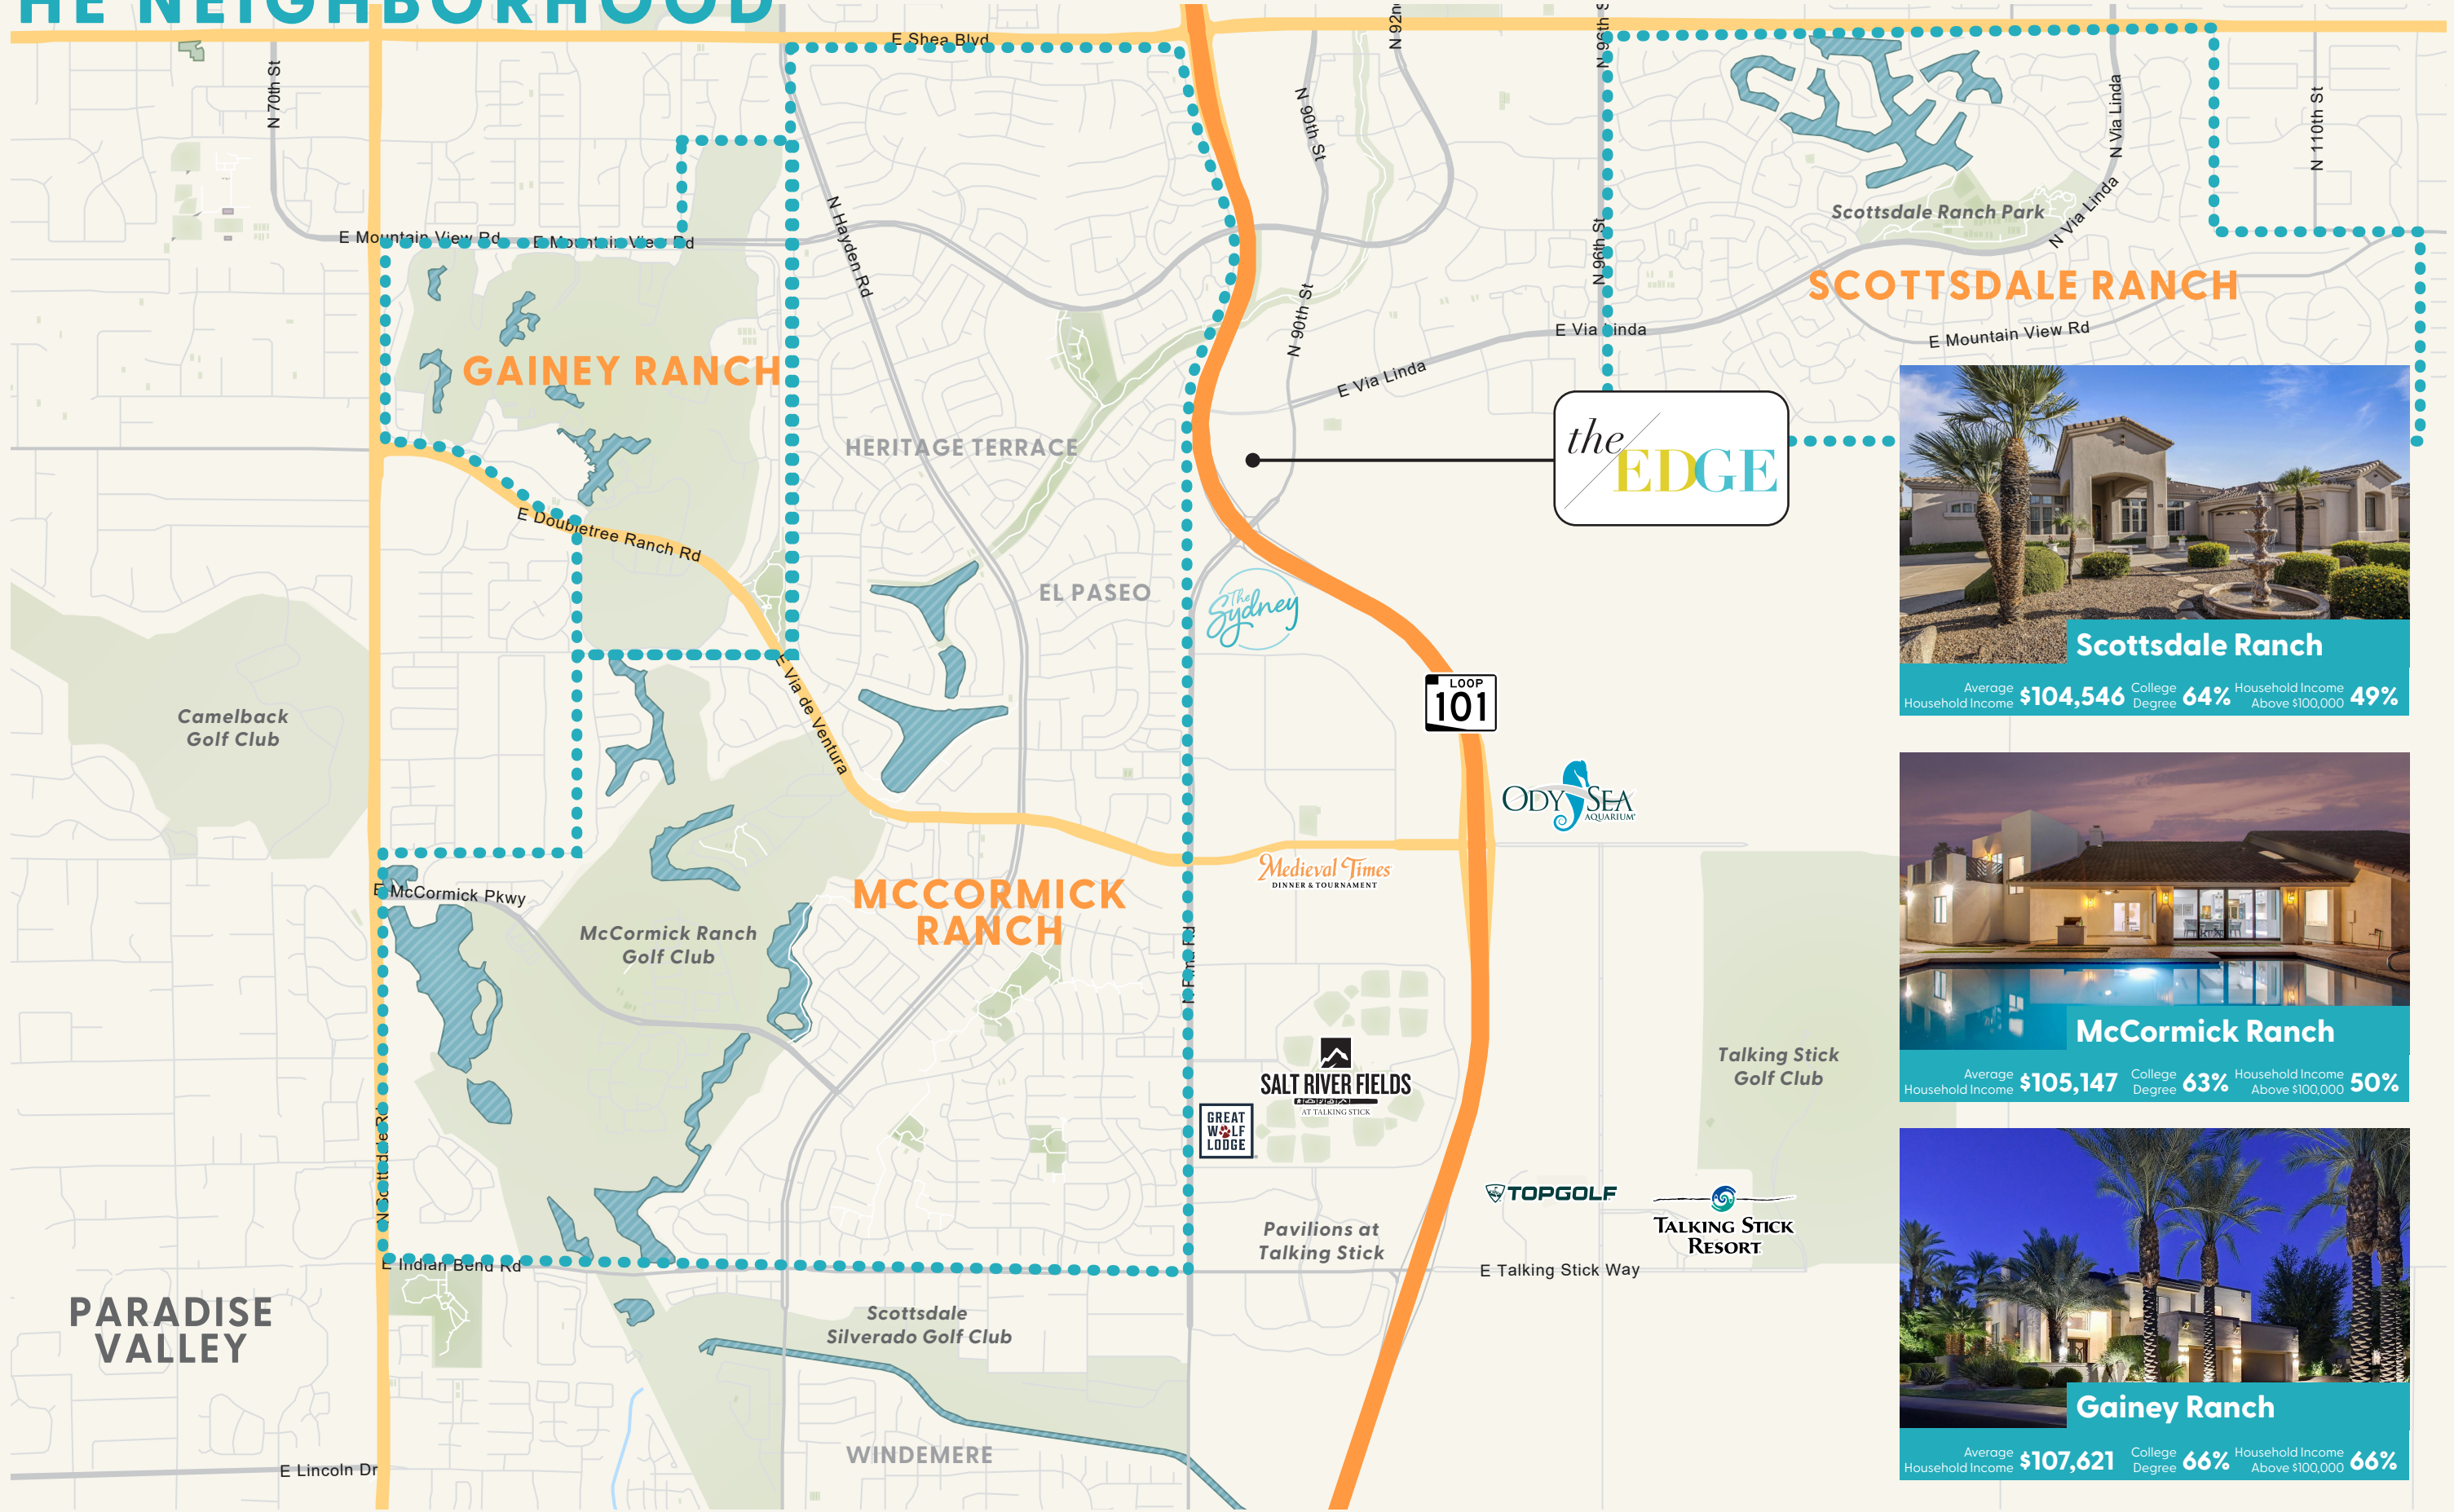 HE NEIGHBORHOOD
E Shea Blvd
N 70th St
N Hayden Rd
N 90th St
N 92n
N 96th S
N Via Linda
N 110th St
Scottsdale Ranch Park
N Via Linda
E Mountain View Rd
E Mountain View Rd
N 96th St
SCOTTSDALE RANCH
E Via Linda
E Mountain View Rd
N 90th St
E Via Linda
GAINEY RANCH
HERITAGE TERRACE
the
EDGE
E Doubletree Ranch Rd
EL PASEO
The
Sydney
E Via de Ventura
Camelback
Golf Club
LOOP
101
ODYSEA
AQUARIUM
Medieval Times
DINNER & TOURNAMENT
E McCormick Pkwy
MCCORMICK
RANCH
McCormick Ranch
Golf Club
N Pima Rd
SALT RIVER FIELDS
AT TALKING STICK
GREAT
WOLF
LODGE
Talking Stick
Golf Club
N Scottsdale Rd
TOPGOLF
TALKING STICK
RESORT
Pavilions at
Talking Stick
E Indian Bend Rd
E Talking Stick Way
PARADISE
VALLEY
Scottsdale
Silverado Golf Club
WINDEMERE
E Lincoln Dr
Scottsdale Ranch
Average
Household Income $104,546 College
Degree 64% Household Income
Above $100,000 49%
McCormick Ranch
Average
Household Income $105,147 College
Degree 63% Household Income
Above $100,000 50%
Gainey Ranch
Average
Household Income $107,621 College
Degree 66% Household Income
Above $100,000 66%